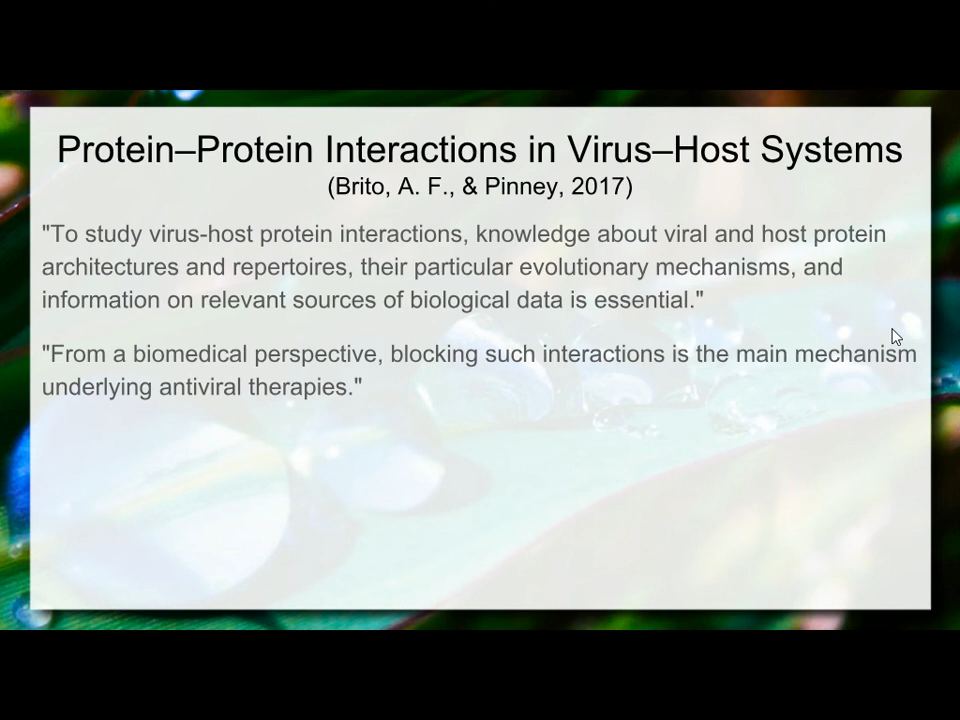 Protein–Protein Interactions in Virus–Host Systems
(Brito, A. F., & Pinney, 2017)
"To study virus-host protein interactions, knowledge about viral and host protein
architectures and repertoires, their particular evolutionary mechanisms, and
information on relevant sources of biological data is essential."
"From a biomedical perspective, blocking such interactions is the main mechanism
underlying antiviral therapies."